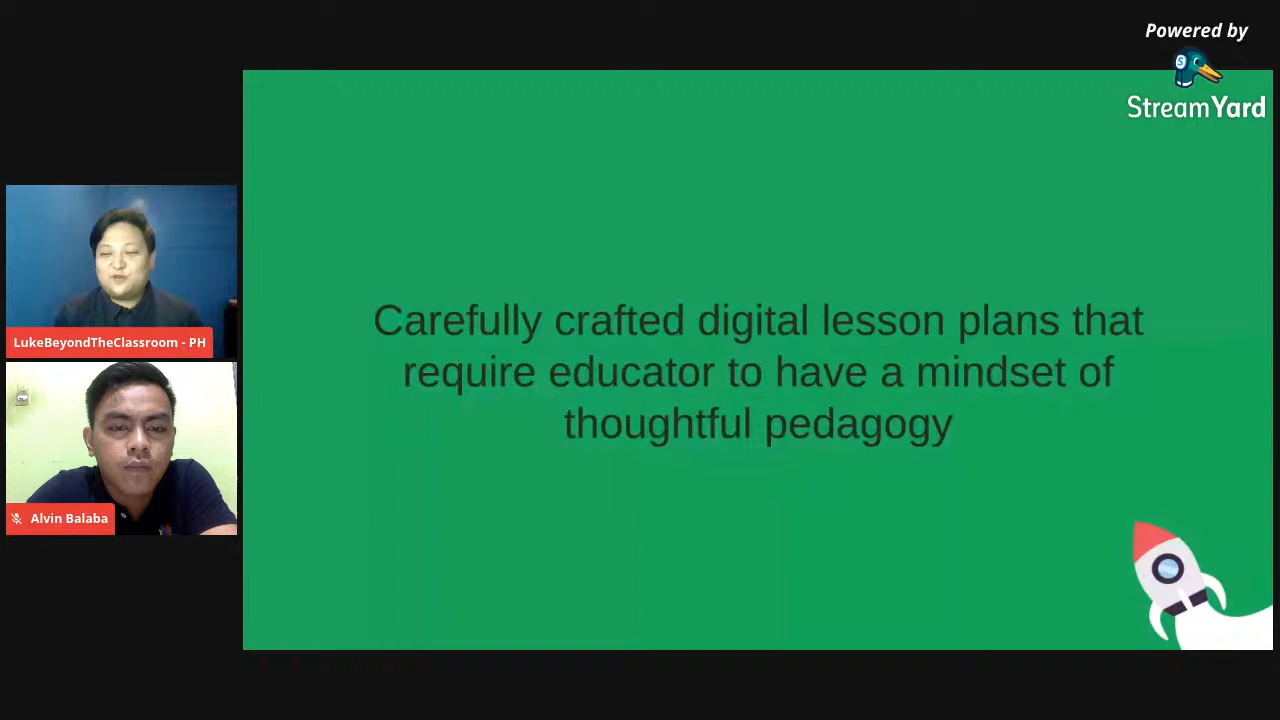 Powered by
StreamYard
LukeBeyondTheClassroom - PH
Alvin Balaba
Carefully crafted digital lesson plans that
require educator to have a mindset of
thoughtful pedagogy